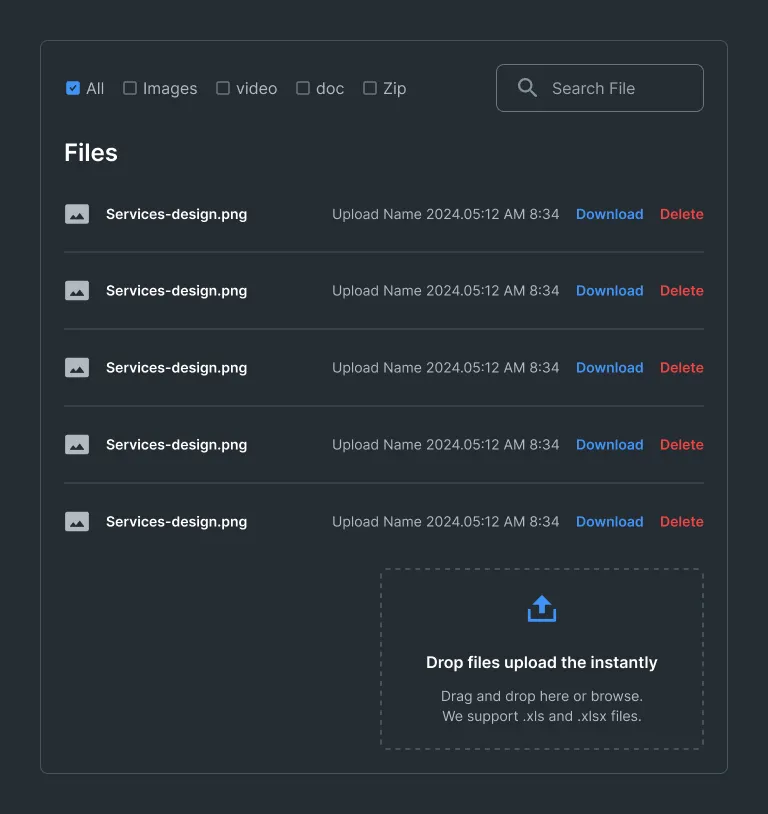 All Images video doc Zip Search File
Files
Services-design.png Upload Name 2024.05:12 AM 8:34 Download Delete
Services-design.png Upload Name 2024.05:12 AM 8:34 Download Delete
Services-design.png Upload Name 2024.05:12 AM 8:34 Download Delete
Services-design.png Upload Name 2024.05:12 AM 8:34 Download Delete
Services-design.png Upload Name 2024.05:12 AM 8:34 Download Delete
Drop files upload the instantly
Drag and drop here or browse.
We support .xls and .xlsx files.